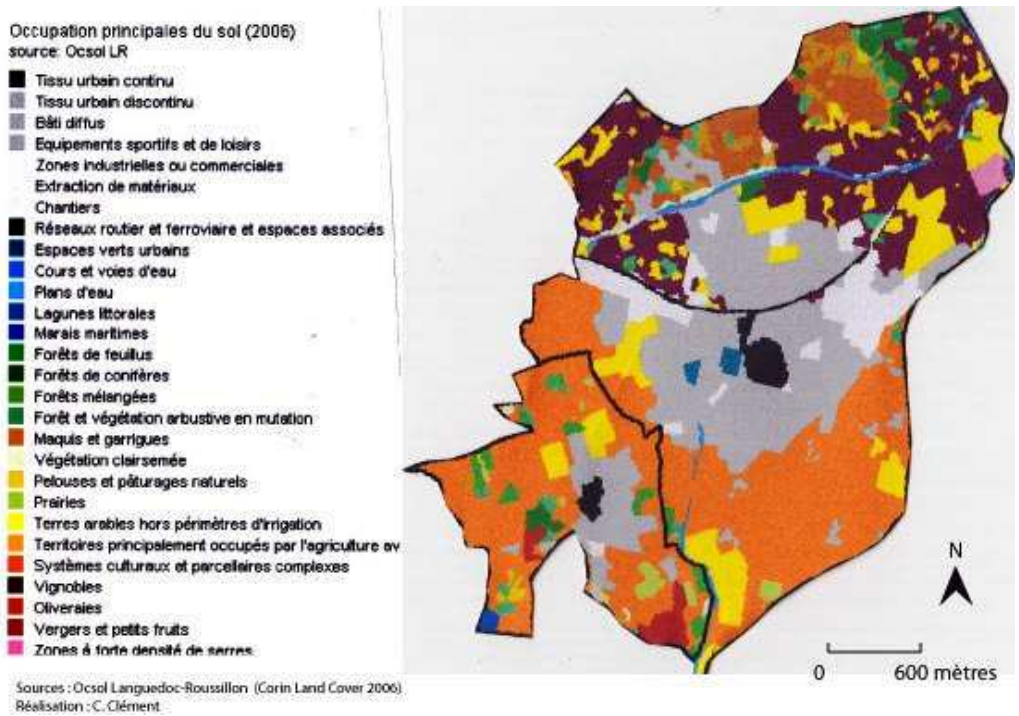 Occupation principales du sol (2006)
source: Ocsol LR
Tissu urbain continu
Tissu urbain discontinu
Bâti diffus
Equipements sportifs et de loisirs
Zones industrielles ou commerciales
Extraction de matériaux
Chantiers
Réseaux routier et ferroviaire et espaces associés
Espaces verts urbains
Cours et voies d'eau
Plans d'eau
Lagunes littorales
Marais maritimes
Forêts de feuillus
Forêts de conifères
Forêts mélangées
Forêt et végétation arbustive en mutation
Maquis et garrigues
Végétation clairsemée
Pelouses et pâturages naturels
Prairies
Terres arables hors périmètres d'irrigation
Territoires principalement occupés par l'agriculture av
Systèmes culturaux et parcellaires complexes
Vignobles
Oliveraies
Vergers et petits fruits
Zones à forte densité de serres
N
0 600 mètres
Sources : Ocsol Languedoc-Roussillon (Corin Land Cover 2006)
Réalisation : C. Clément